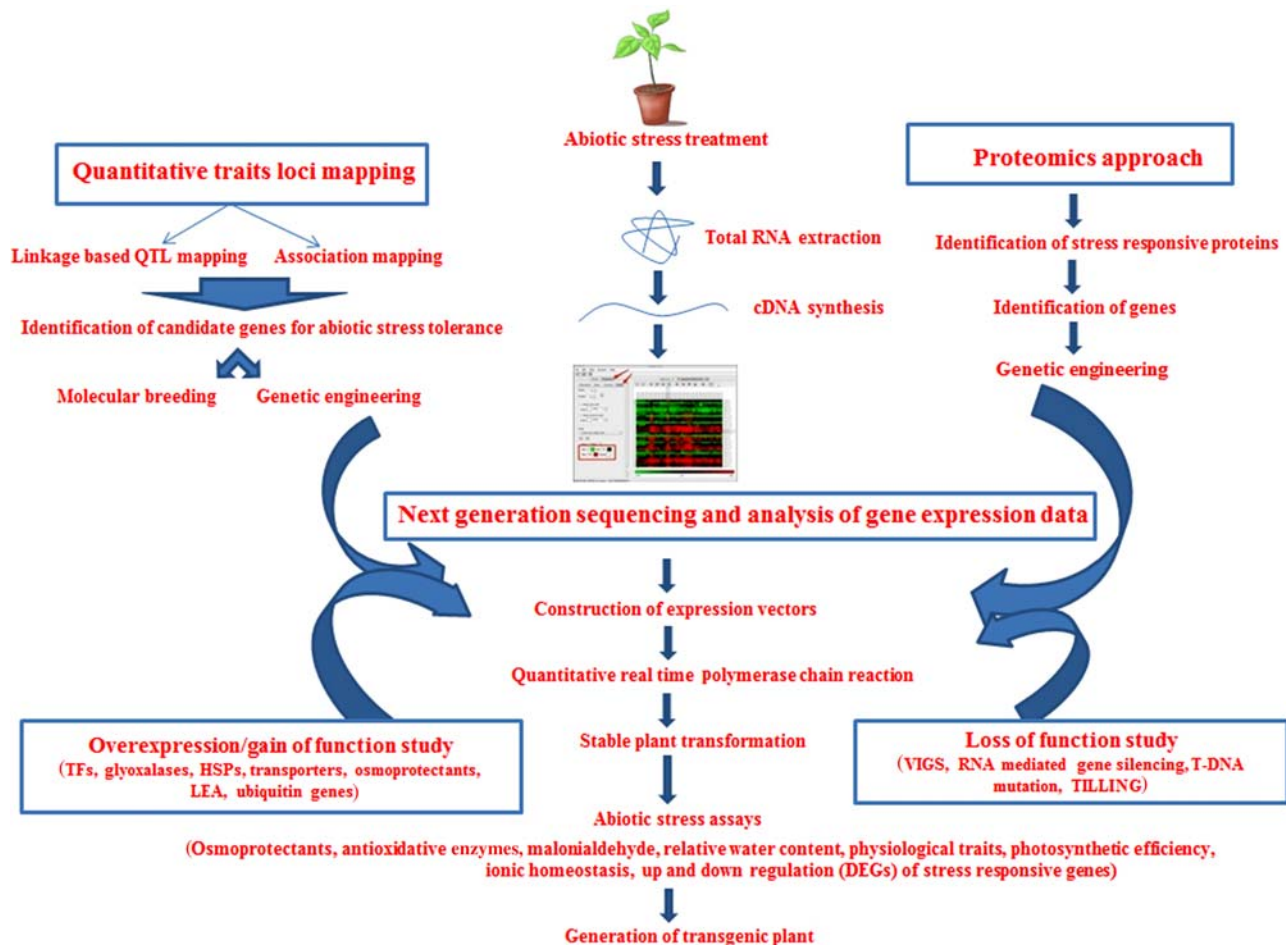 Abiotic stress treatment
Quantitative traits loci mapping
Linkage based QTL mapping
Association mapping
Identification of candidate genes for abiotic stress tolerance
Molecular breeding
Genetic engineering
Total RNA extraction
cDNA synthesis
Proteomics approach
Identification of stress responsive proteins
Identification of genes
Genetic engineering
Next generation sequencing and analysis of gene expression data
Construction of expression vectors
Quantitative real time polymerase chain reaction
Stable plant transformation
Overexpression/gain of function study
(TFs, glyoxalases, HSPs, transporters, osmoprotectants,
LEA, ubiquitin genes)
Loss of function study
(VIGS, RNA mediated gene silencing, T-DNA
mutation, TILLING)
Abiotic stress assays
(Osmoprotectants, antioxidative enzymes, malonialdehyde, relative water content, physiological traits, photosynthetic efficiency,
ionic homeostasis, up and down regulation (DEGs) of stress responsive genes)
Generation of transgenic plant